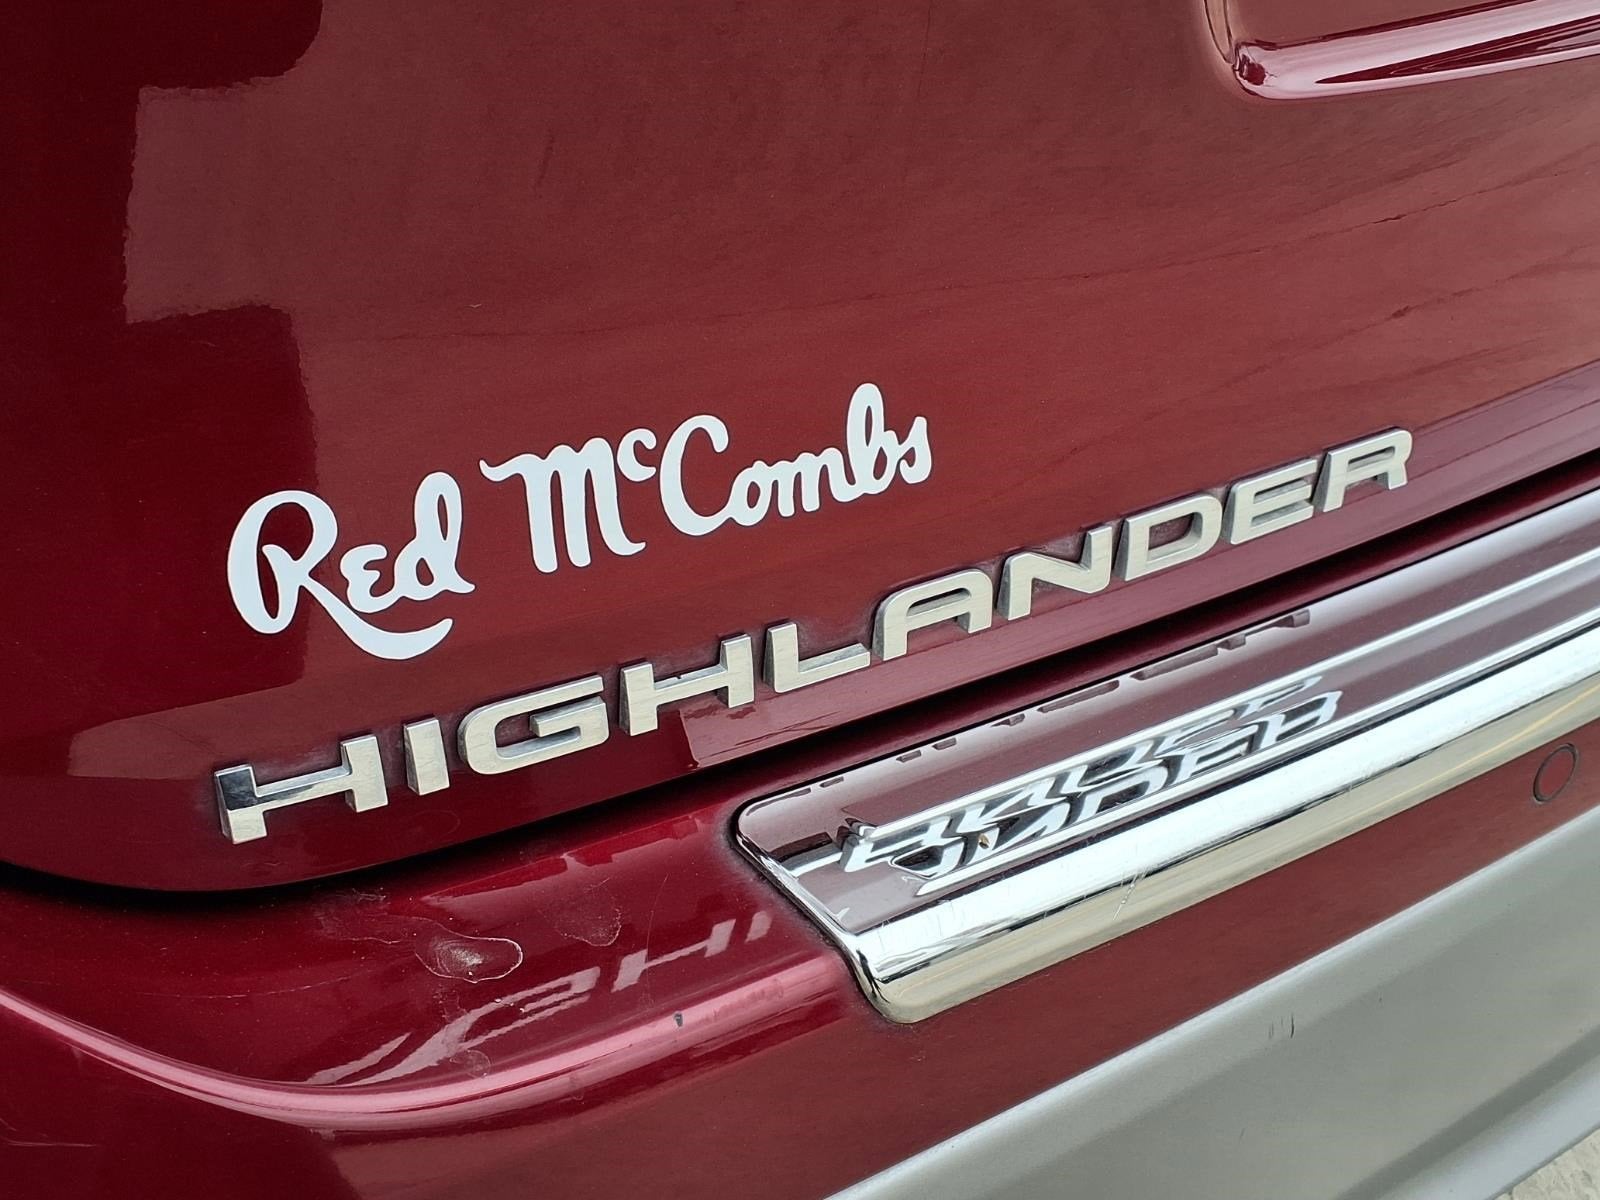 Red McCombs
HIGHLANDER